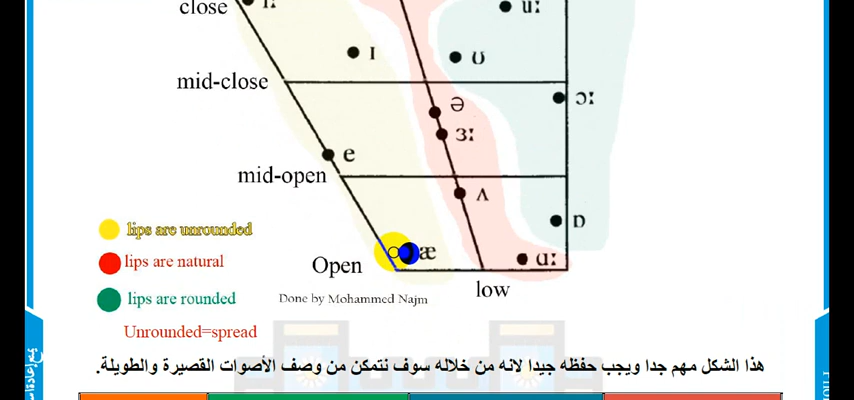 close
uː
ɪ
ʊ
mid-close
ɔː
ə
ɜː
e
mid-open
ʌ
ɒ
lips are unrounded
æ
ɑː
lips are natural
Open
low
lips are rounded
Done by Mohammed Najm
Unrounded=spread
هذا الشكل مهم جدا ويجب حفظه جيدا لانه من خلاله سوف نتمكن من وصف الأصوات القصيرة والطويلة.